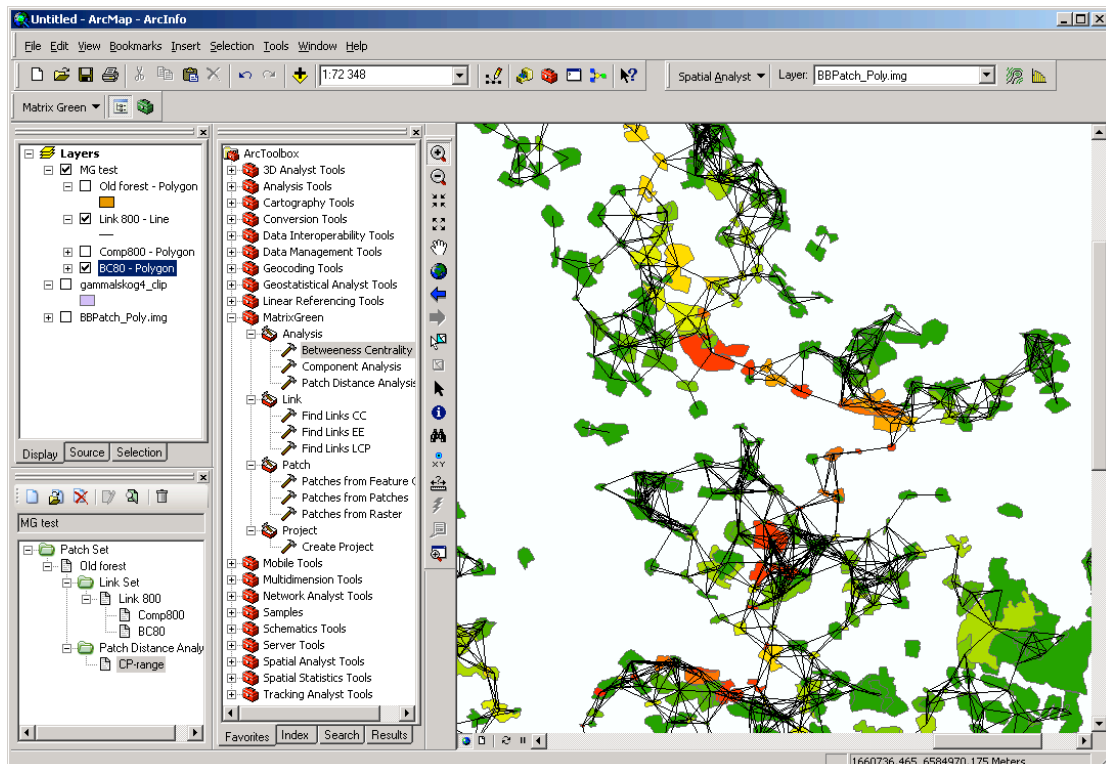 Untitled - ArcMap - ArcInfo
File Edit View Bookmarks Insert Selection Tools Window Help
1:72 348
Spatial Analyst Layer: BBPatch_Poly.img
Matrix Green
Layers
MG test
Old forest - Polygon
Link 800 - Line
Comp800 - Polygon
BC80 - Polygon
gammalskog4_clip
BBPatch_Poly.img
Display Source Selection
MG test
Patch Set
Old forest
Link Set
Link 800
Comp800
BC80
Patch Distance Analy
CP-range
ArcToolbox
3D Analyst Tools
Analysis Tools
Cartography Tools
Conversion Tools
Data Interoperability Tools
Data Management Tools
Geocoding Tools
Geostatistical Analyst Tools
Linear Referencing Tools
MatrixGreen
Analysis
Betweeness Centrality
Component Analysis
Patch Distance Analysis
Link
Find Links CC
Find Links EE
Find Links LCP
Patch
Patches from Feature C
Patches from Patches
Patches from Raster
Project
Create Project
Mobile Tools
Multidimension Tools
Network Analyst Tools
Samples
Schematics Tools
Server Tools
Spatial Analyst Tools
Spatial Statistics Tools
Tracking Analyst Tools
Favorites Index Search Results
XY
1660736,465 6584970,175 Meters